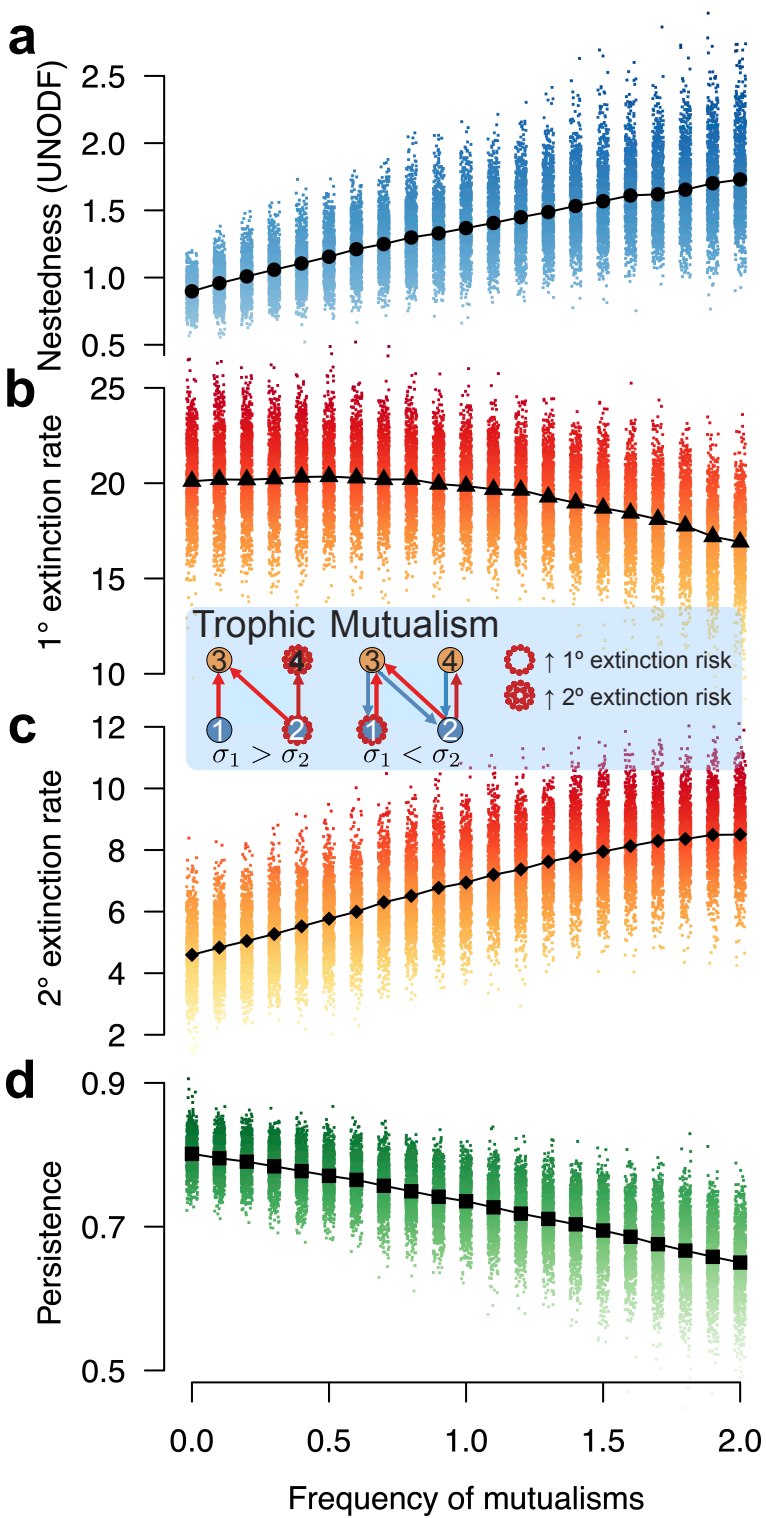 a
Nestedness (UNODF)
2.5
2.0
1.5
1.0
0.5
b
1° extinction rate
25
20
15
10
Trophic Mutualism
3 4 3 4
1 2 1 2
σ1 > σ2 σ1 < σ2
↑ 1º extinction risk
↑ 2º extinction risk
c
2° extinction rate
12
10
8
6
4
2
d
Persistence
0.9
0.7
0.5
0.0 0.5 1.0 1.5 2.0
Frequency of mutualisms